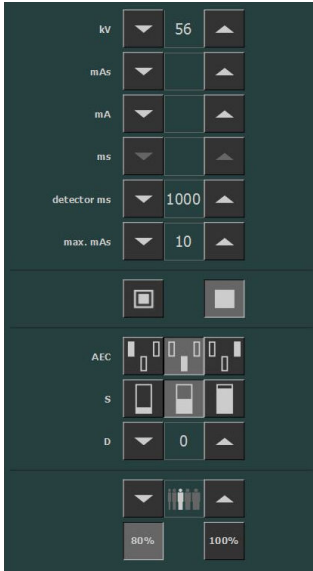 kV 56
mAs
mA
ms
detector ms 1000
max. mAs 10
AEC
S
D 0
80% 100%